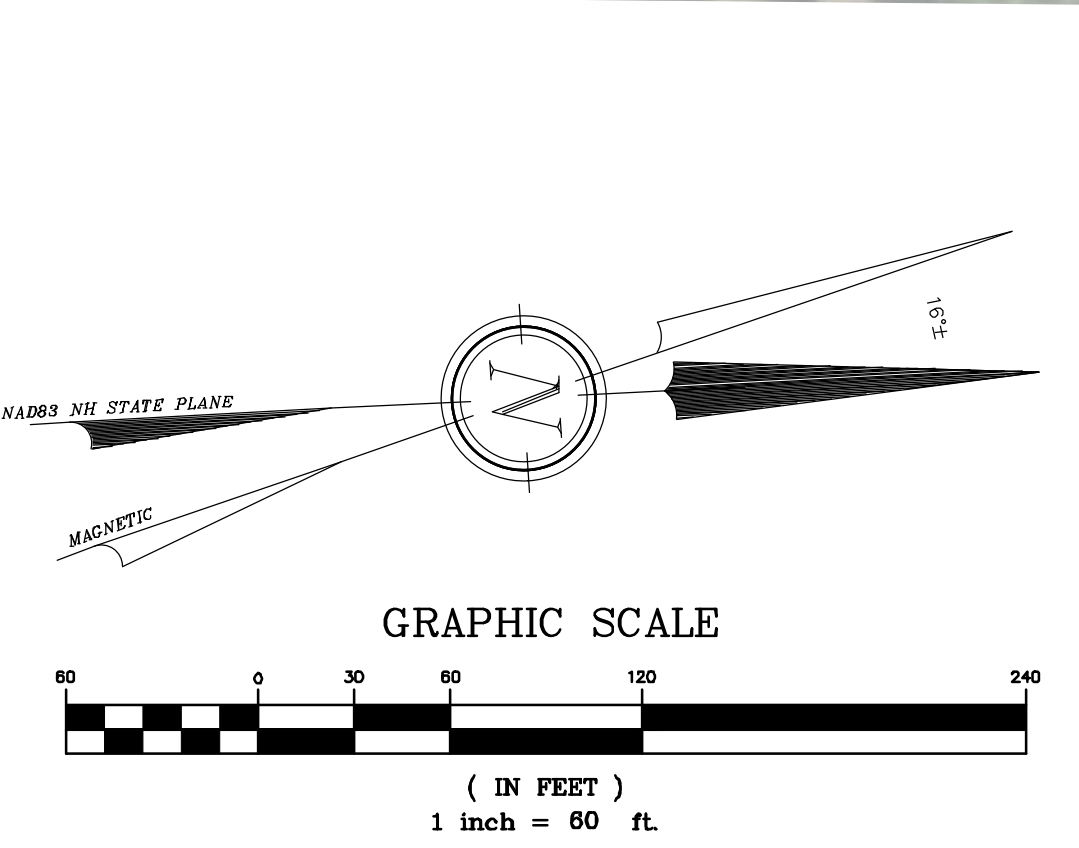 16°±
N
NAD83 NH STATE PLANE
MAGNETIC
GRAPHIC SCALE
60 0 30 60 120 240
( IN FEET )
1 inch = 60 ft.